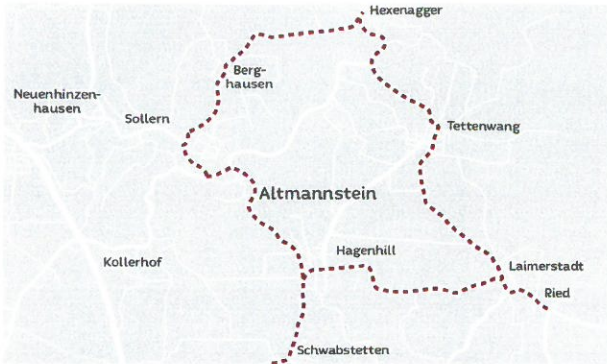 Hexenagger
Berg-
hausen
Neuenhinzen-
hausen
Sollern
Tettenwang
Altmannstein
Hagenhill
Kollerhof
Laimerstadt
Ried
Schwabstetten